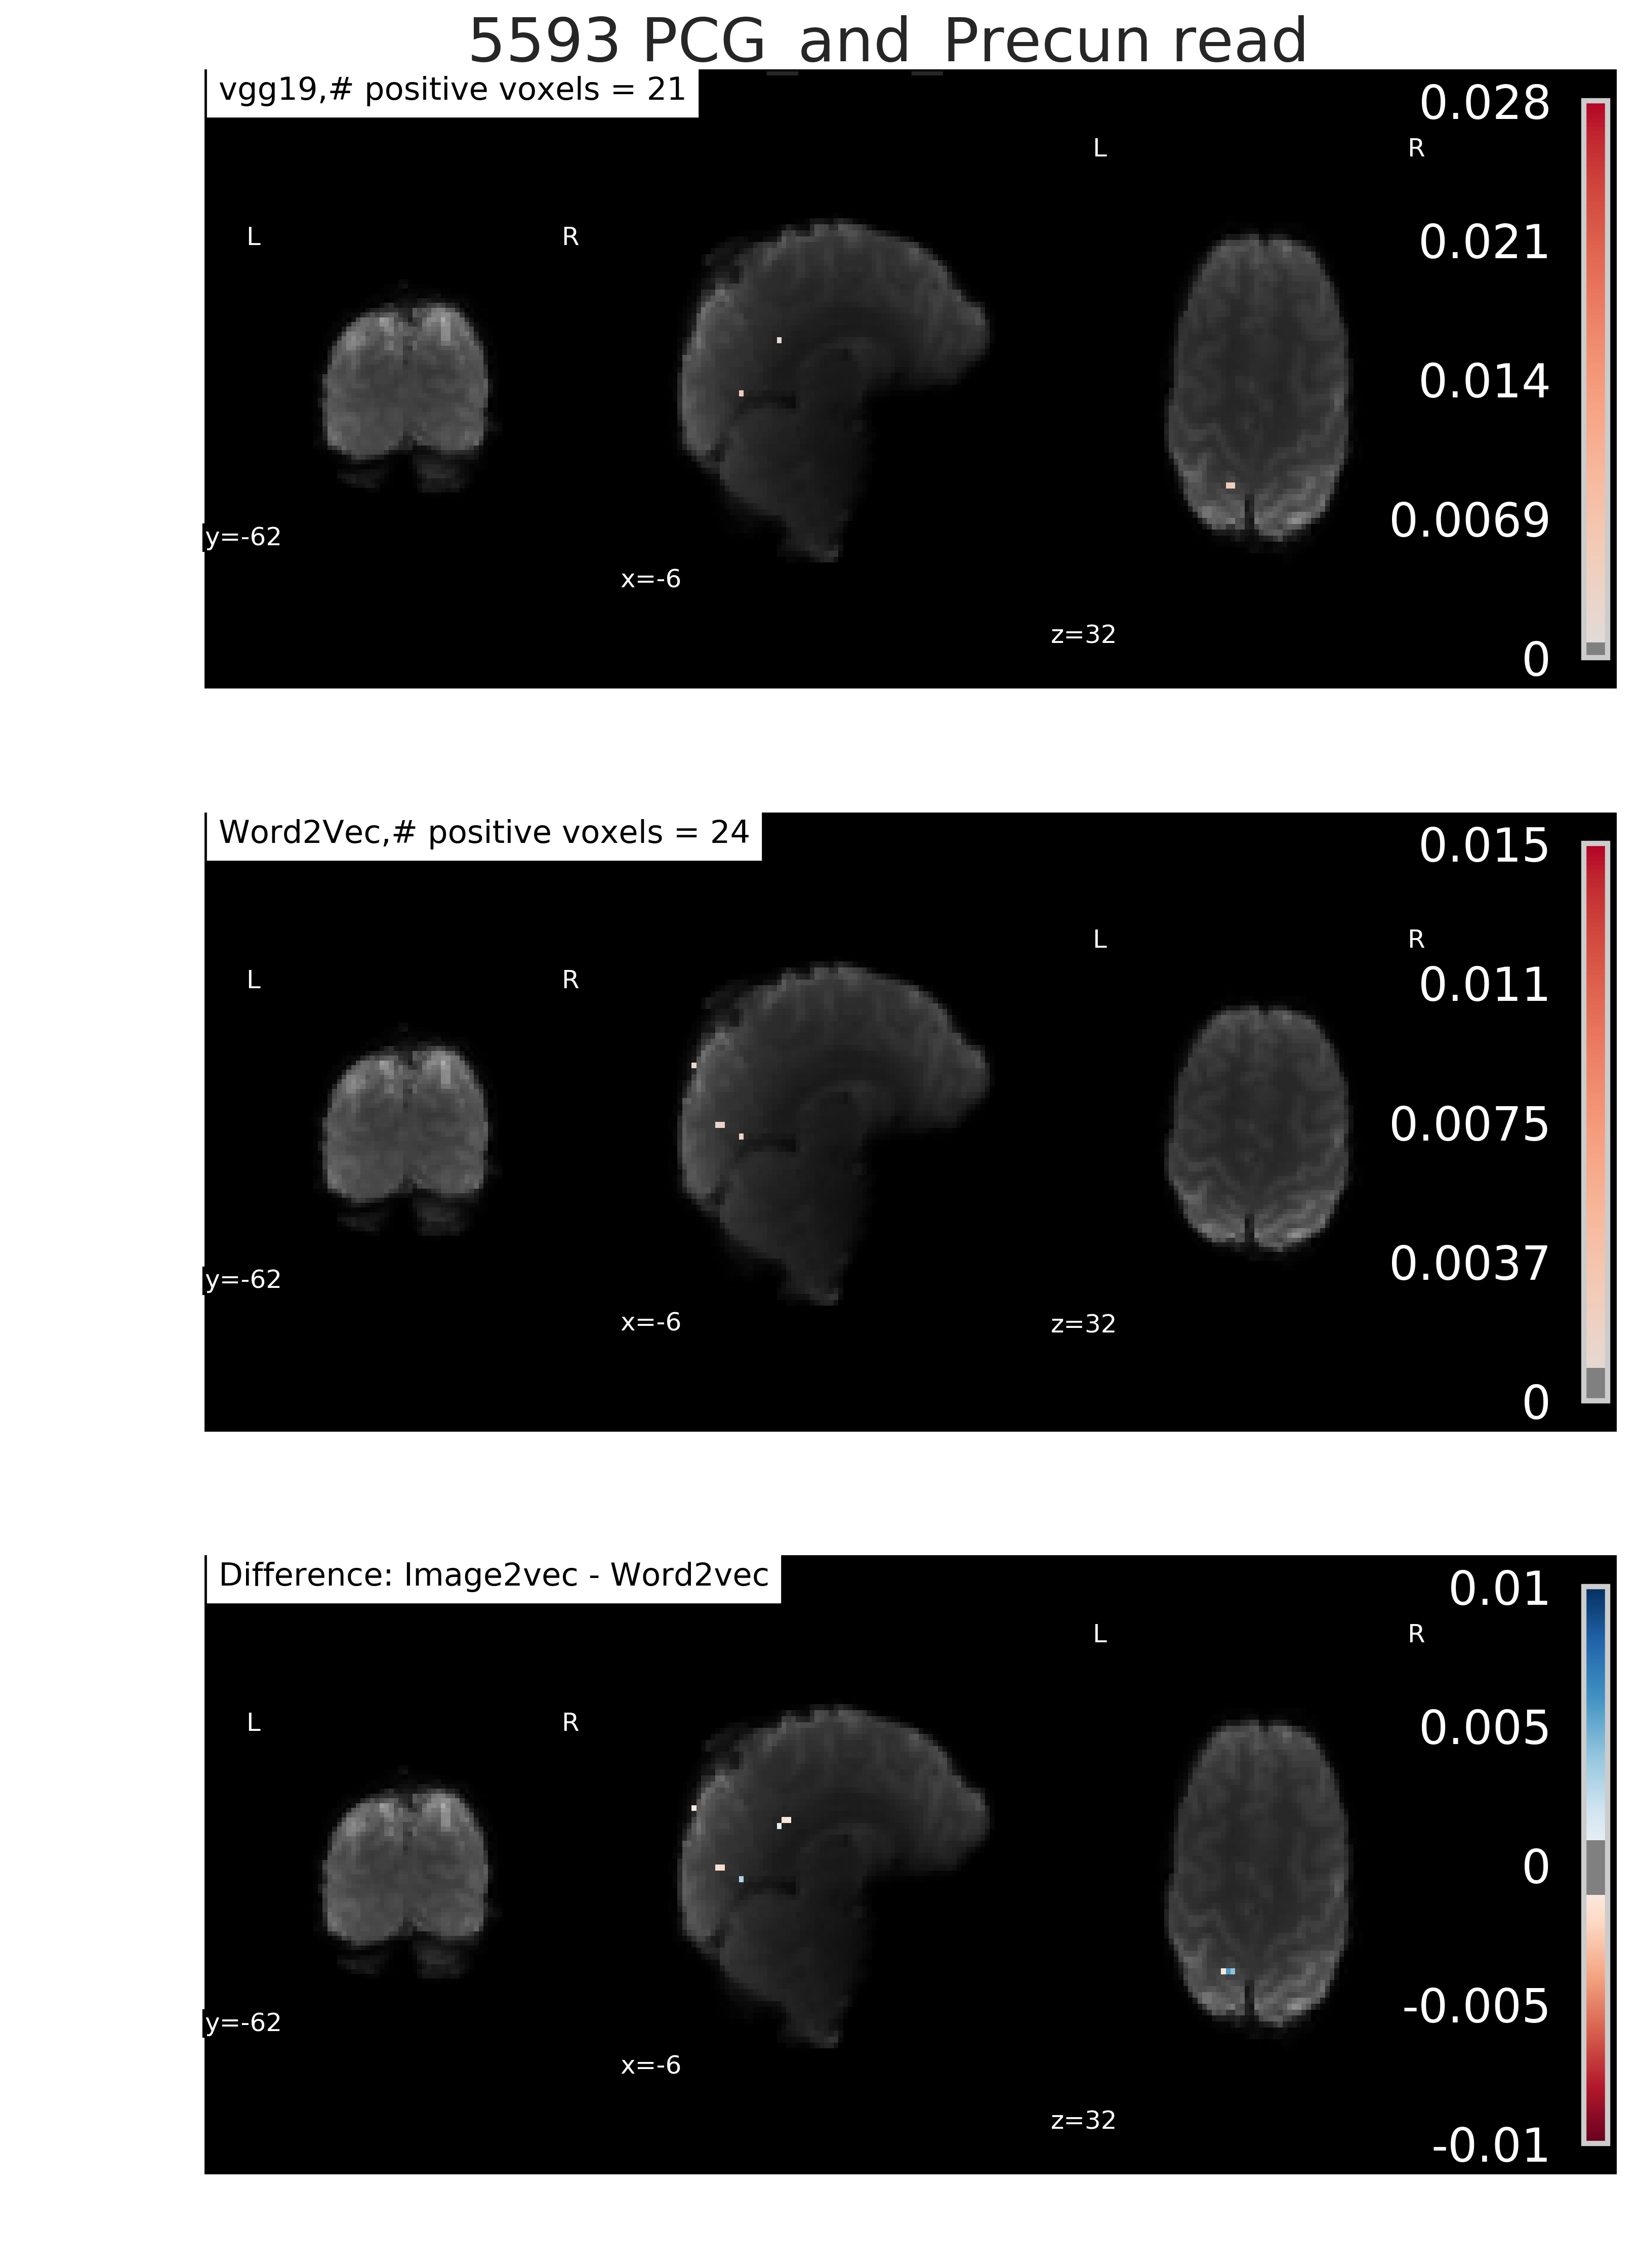 5593 PCG_and_Precun read
vgg19,# positive voxels = 21
0.028
L R
0.021
L R
0.014
0.0069
y=-62
x=-6
z=32
0
Word2Vec,# positive voxels = 24
0.015
L R
0.011
L R
0.0075
0.0037
y=-62
x=-6
z=32
0
Difference: Image2vec - Word2vec
0.01
L R
0.005
L R
0
-0.005
y=-62
x=-6
z=32
-0.01